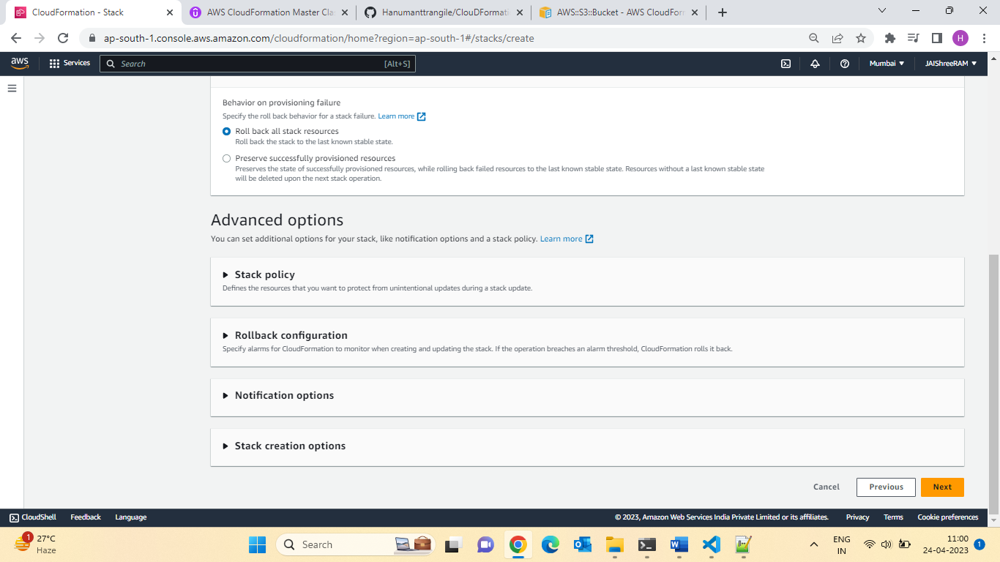 CloudFormation - Stack
AWS CloudFormation Master Cla
Hanumanttrangile/ClouDFormati
AWS::S3::Bucket - AWS CloudForm
ap-south-1.console.aws.amazon.com/cloudformation/home?region=ap-south-1#/stacks/create
H
aws
Services
Search
[Alt+S]
Mumbai
JAIShreeRAM
Behavior on provisioning failure
Specify the roll back behavior for a stack failure. Learn more
Roll back all stack resources
Roll back the stack to the last known stable state.
Preserve successfully provisioned resources
Preserves the state of successfully provisioned resources, while rolling back failed resources to the last known stable state. Resources without a last known stable state
will be deleted upon the next stack operation.
Advanced options
You can set additional options for your stack, like notification options and a stack policy. Learn more
Stack policy
Defines the resources that you want to protect from unintentional updates during a stack update.
Rollback configuration
Specify alarms for CloudFormation to monitor when creating and updating the stack. If the operation breaches an alarm threshold, CloudFormation rolls it back.
Notification options
Stack creation options
Cancel
Previous
Next
CloudShell
Feedback
Language
© 2023, Amazon Web Services India Private Limited or its affiliates.
Privacy
Terms
Cookie preferences
1
27°C
Haze
Search
ENG
IN
11:00
24-04-2023
1